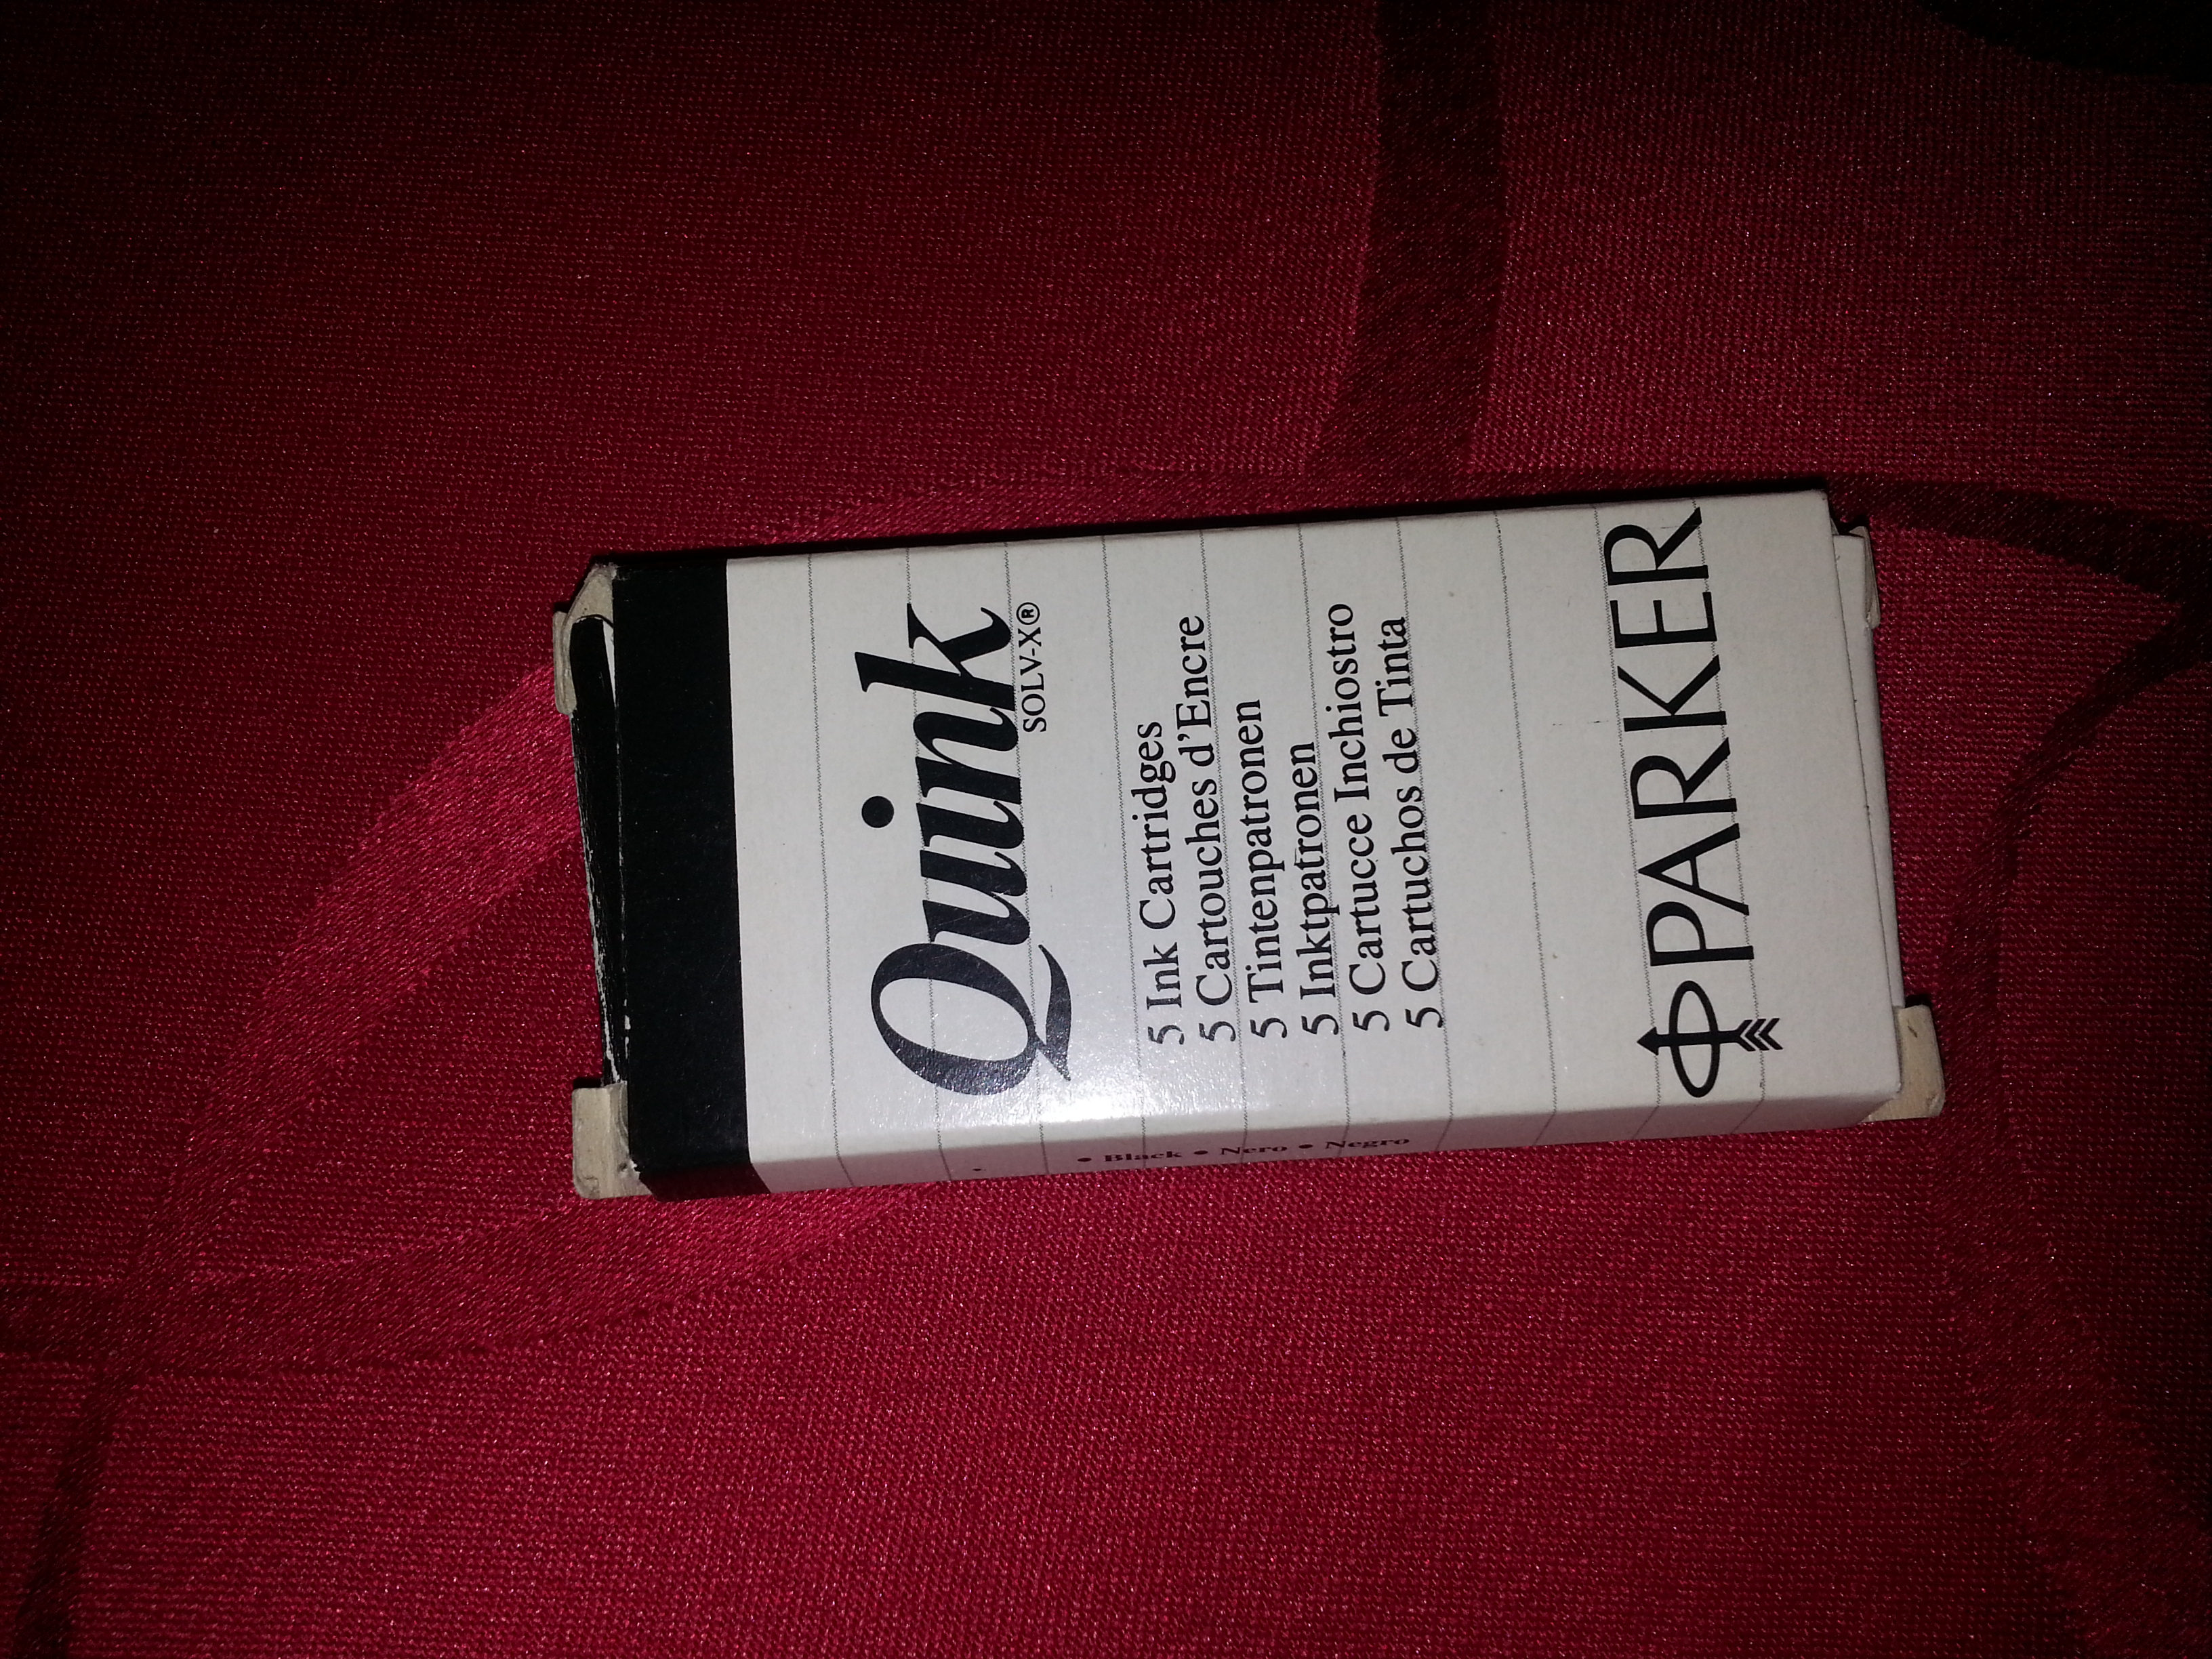 Quink
SOLV-X®
5 Ink Cartridges
5 Cartouches d'Encre
5 Tintenpatronen
5 Inktpatronen
5 Cartucce Inchiostro
5 Cartuchos de Tinta
PARKER
• Black • Nero • Negro